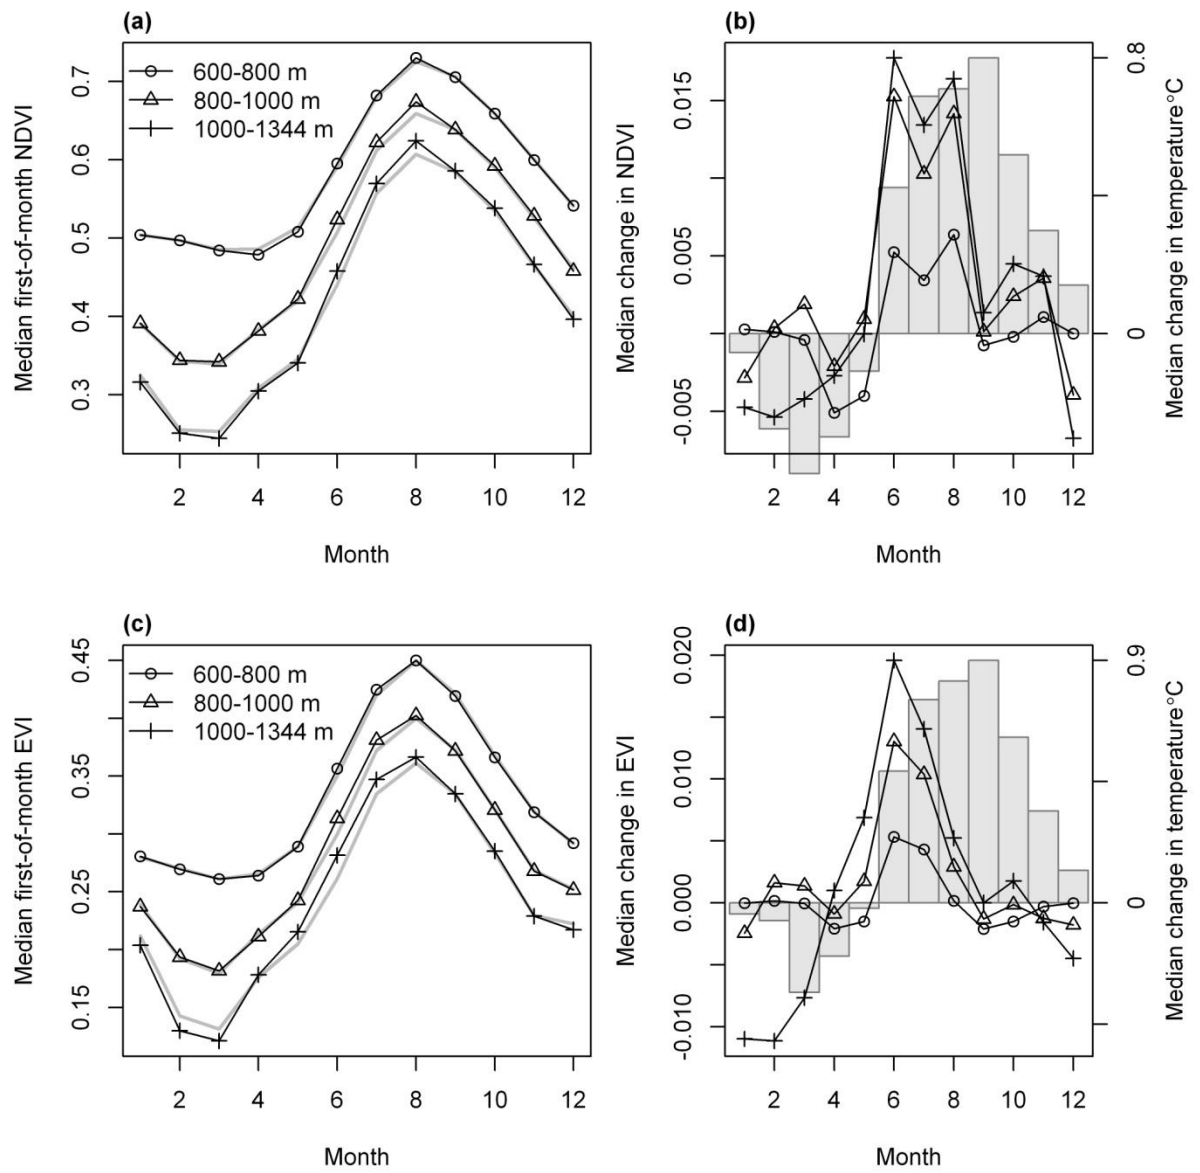 (a)
Median first-of-month NDVI
0.7
0.6
0.5
0.4
0.3
600-800 m
800-1000 m
1000-1344 m
2 4 6 8 10 12
Month
(b)
Median change in NDVI
0.015
0.005
-0.005
0.8
0
Median change in temperature°C
2 4 6 8 10 12
Month
(c)
Median first-of-month EVI
0.45
0.35
0.25
0.15
600-800 m
800-1000 m
1000-1344 m
2 4 6 8 10 12
Month
(d)
Median change in EVI
0.020
0.010
0.000
-0.010
0.9
0
Median change in temperature°C
2 4 6 8 10 12
Month